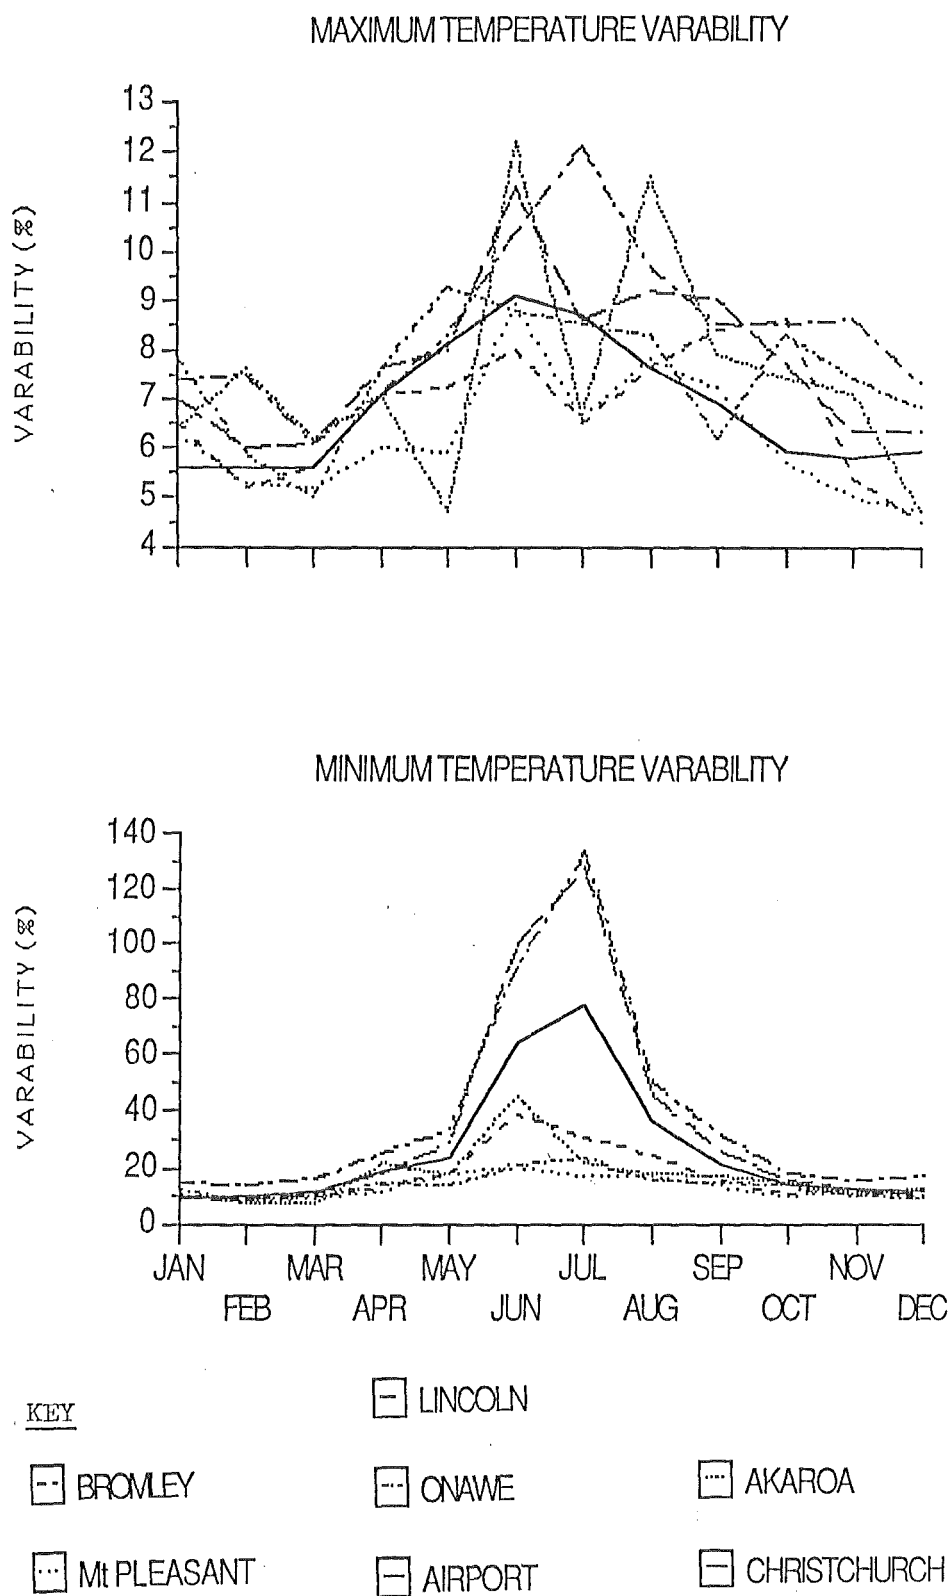 MAXIMUM TEMPERATURE VARABILITY
VARABILITY (%)
13
12
11
10
9
8
7
6
5
4
MINIMUM TEMPERATURE VARABILITY
VARABILITY (%)
140
120
100
80
60
40
20
0
JAN MAR MAY JUL SEP NOV
FEB APR JUN AUG OCT DEC
KEY
LINCOLN
BROMLEY ONAWE AKAROA
Mt PLEASANT AIRPORT CHRISTCHURCH